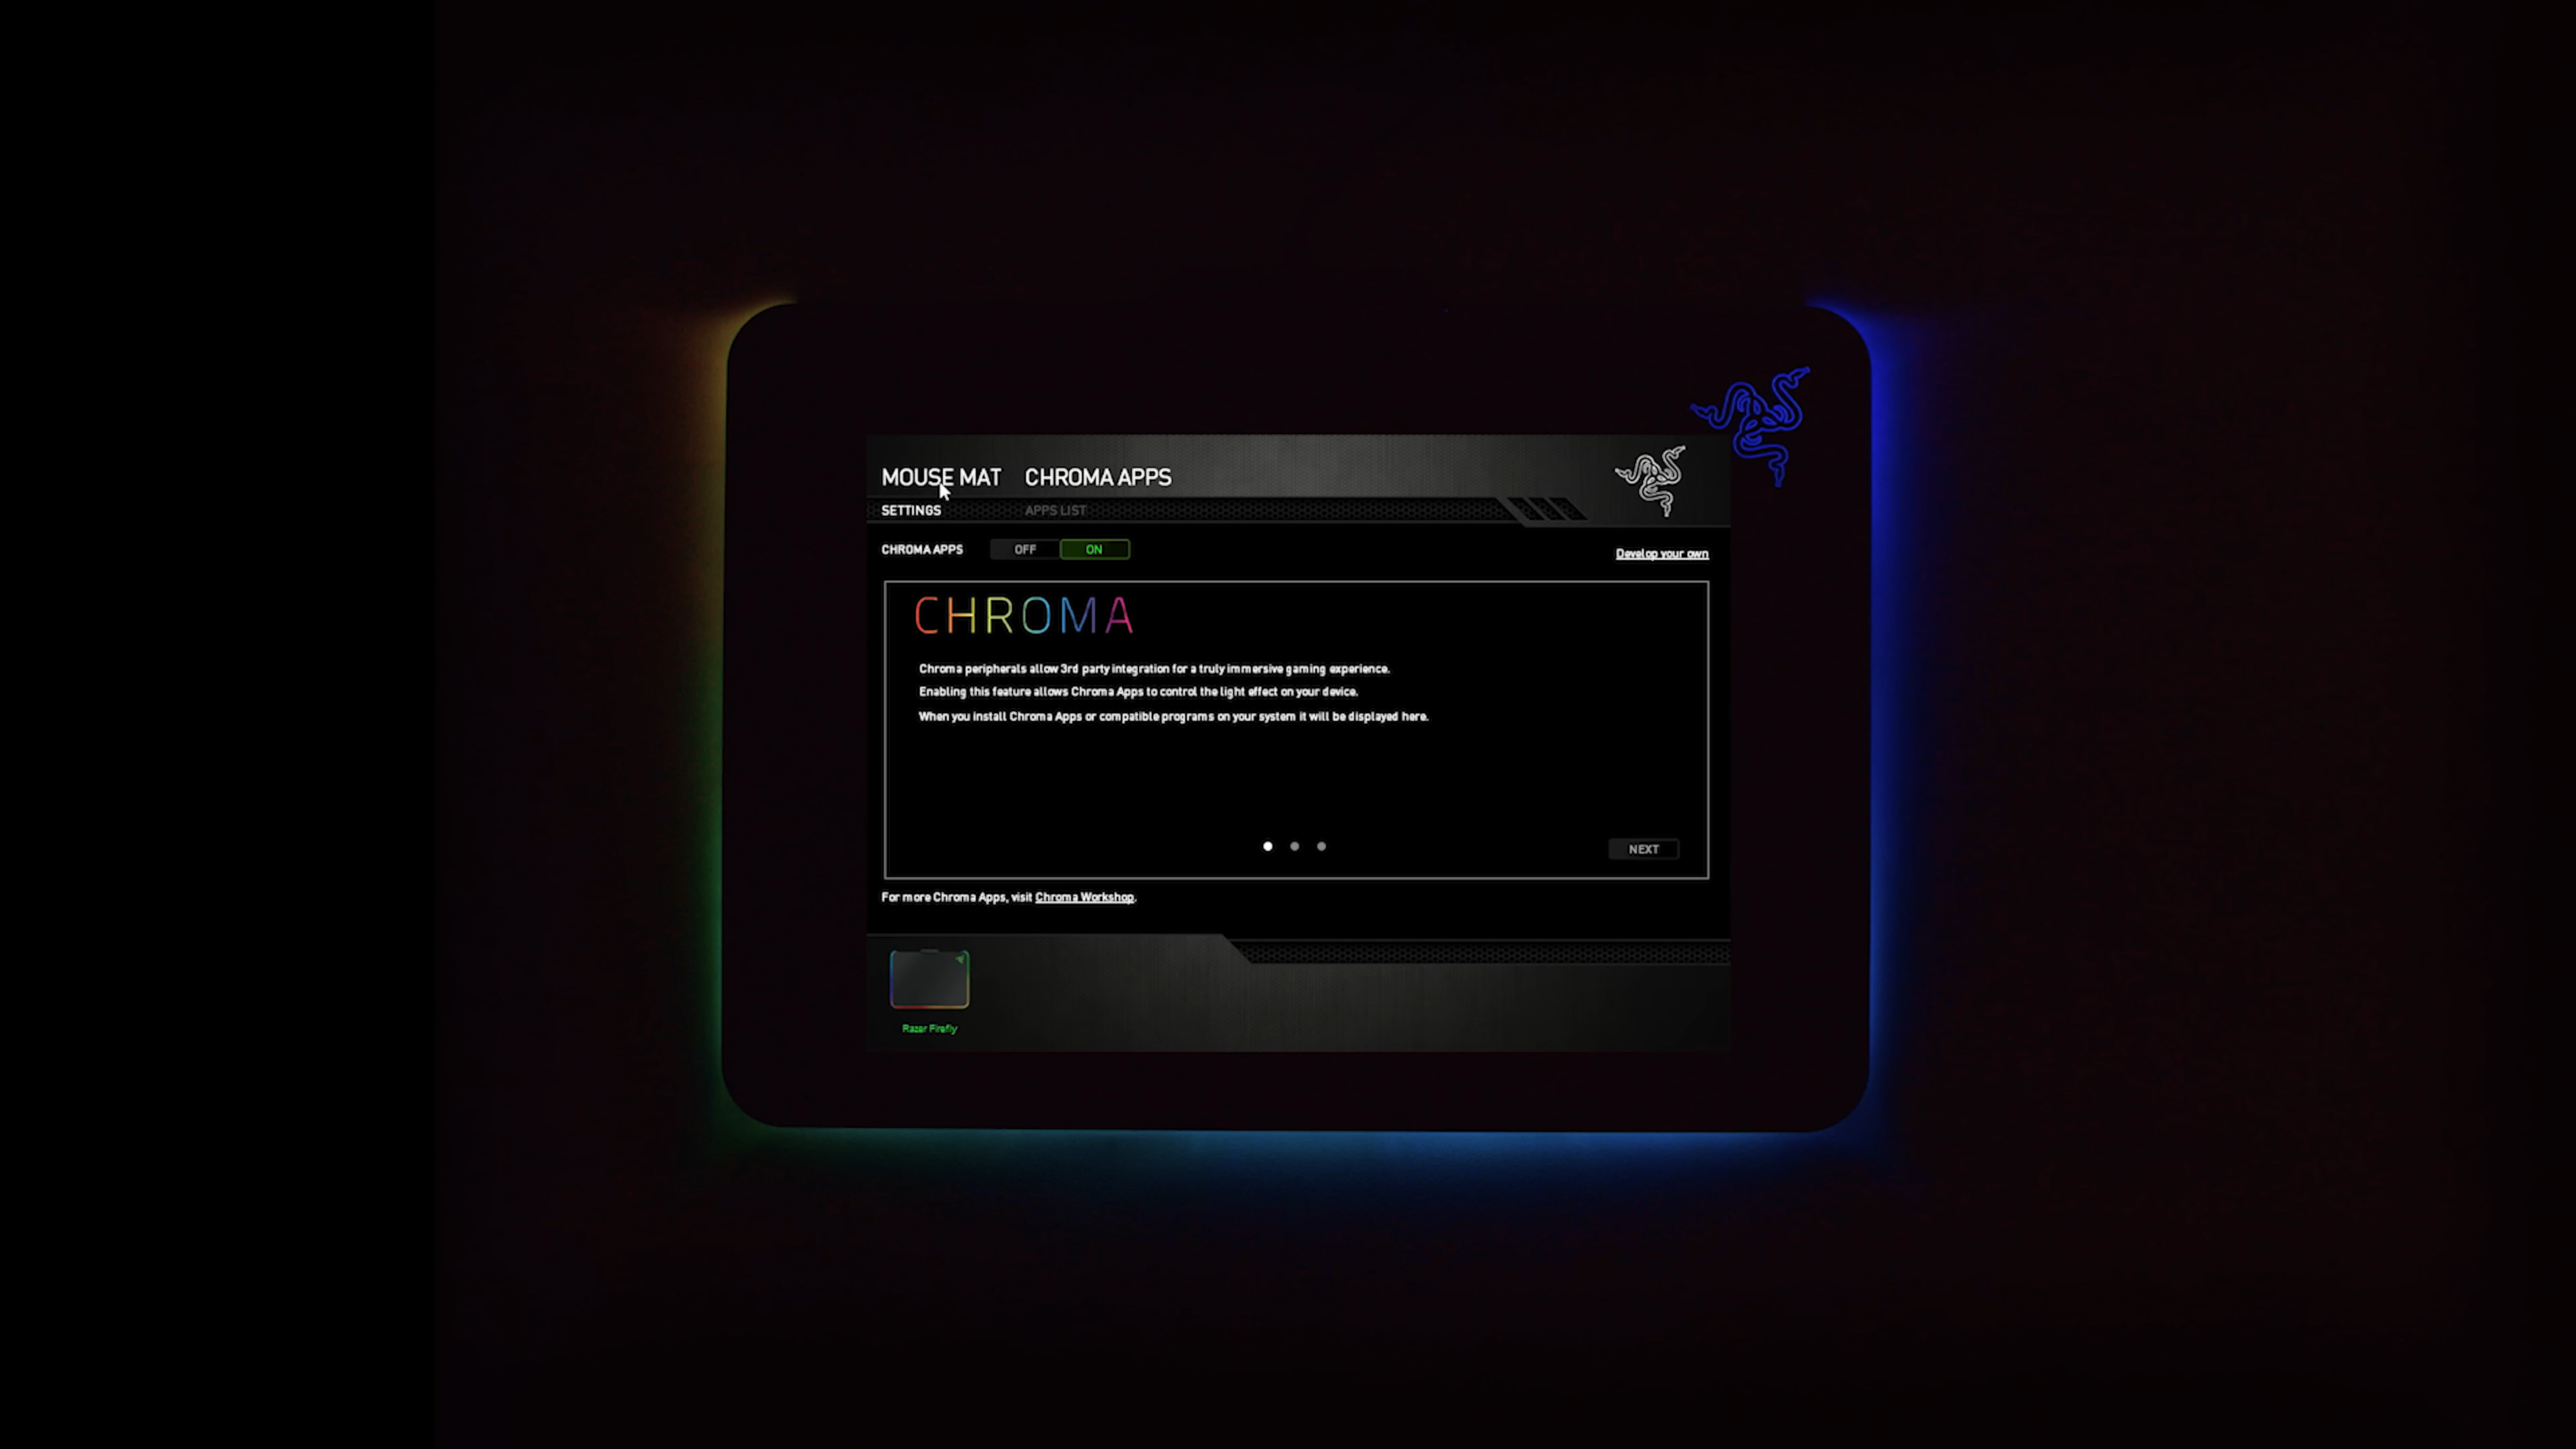 MOUSE MAT CHROMA APPS
SETTINGS APPS LIST
CHROMA APPS OFF ON
Develop your own
CHROMA
Chroma peripherals allow 3rd party integration for a truly immersive gaming experience.
Enabling this feature allows Chroma Apps to control the light effect on your device.
When you install Chroma Apps or compatible programs on your system it will be displayed here.
NEXT
For more Chroma Apps, visit Chroma Workshop.
Razer Firefly